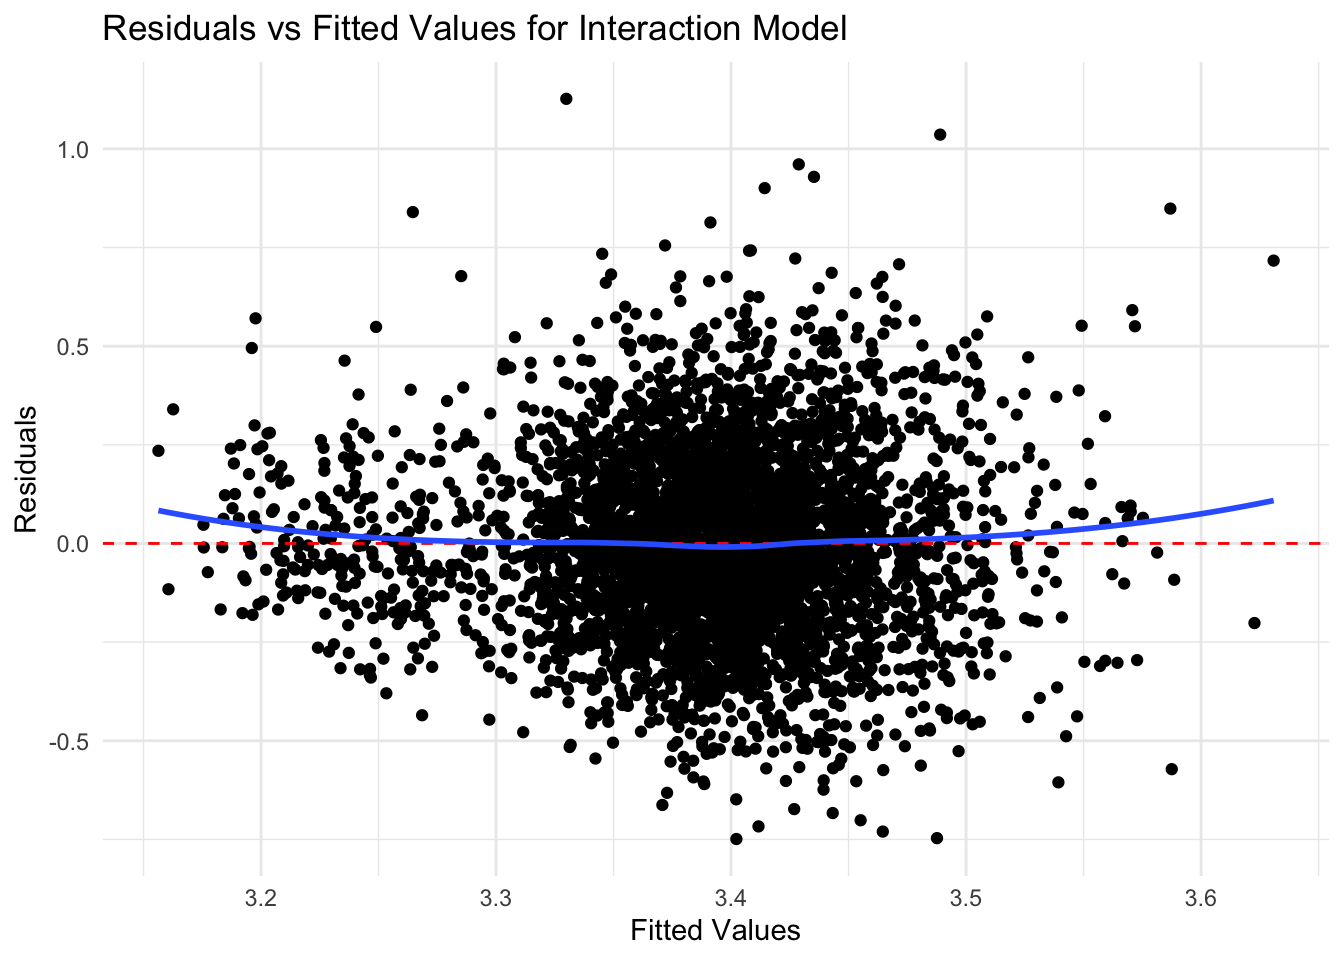 Residuals vs Fitted Values for Interaction Model
1.0
0.5
0.0
-0.5
Residuals
3.2 3.3 3.4 3.5 3.6
Fitted Values